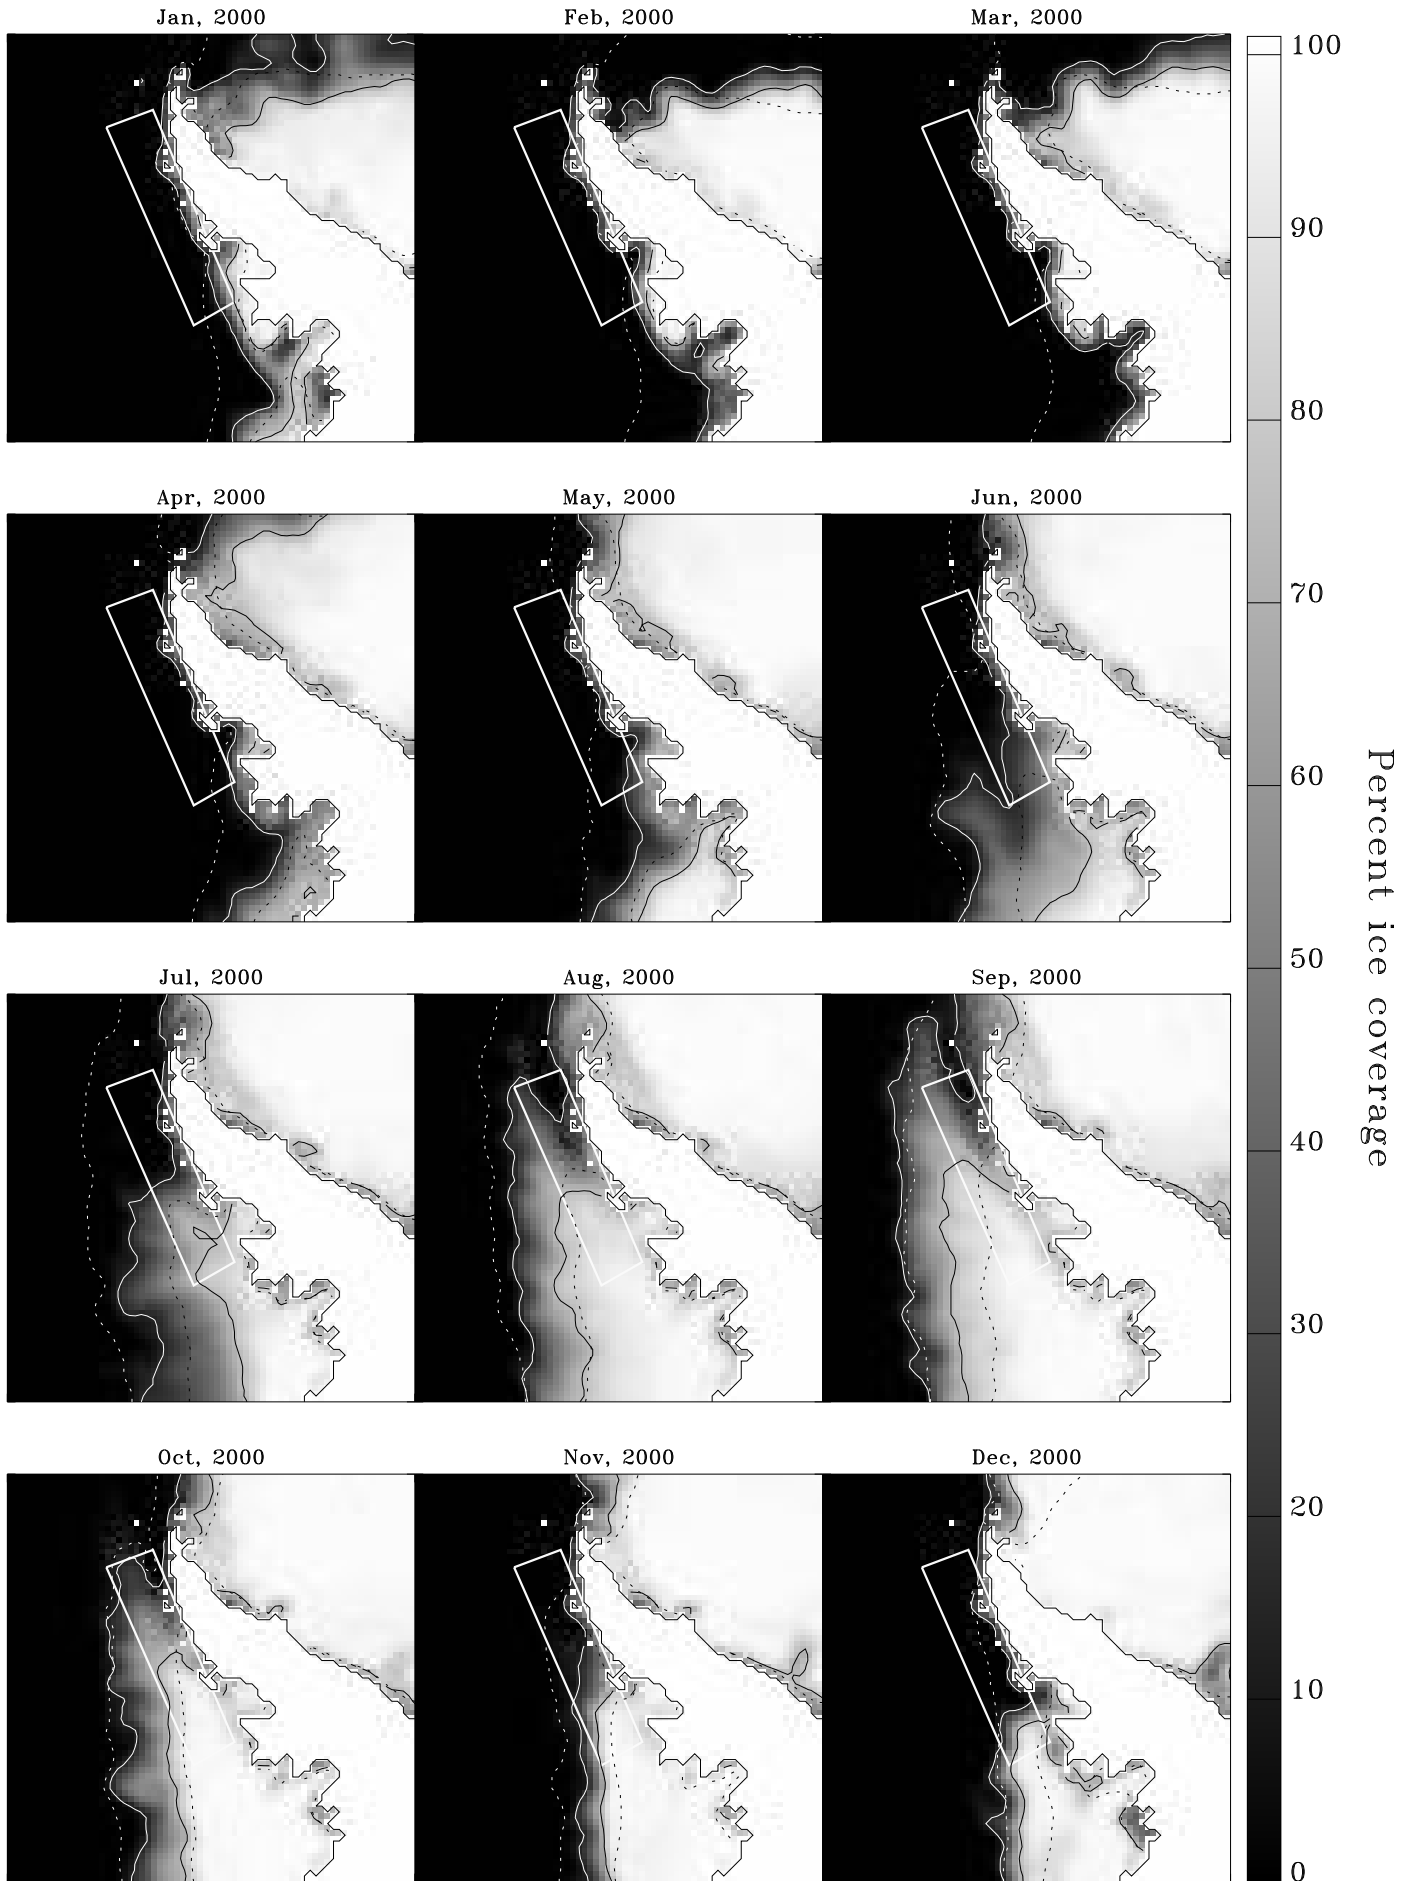 Jan, 2000
Feb, 2000
Mar, 2000
Apr, 2000
May, 2000
Jun, 2000
Jul, 2000
Aug, 2000
Sep, 2000
Oct, 2000
Nov, 2000
Dec, 2000
100
90
80
70
60
50
40
30
20
10
0
Percent ice coverage